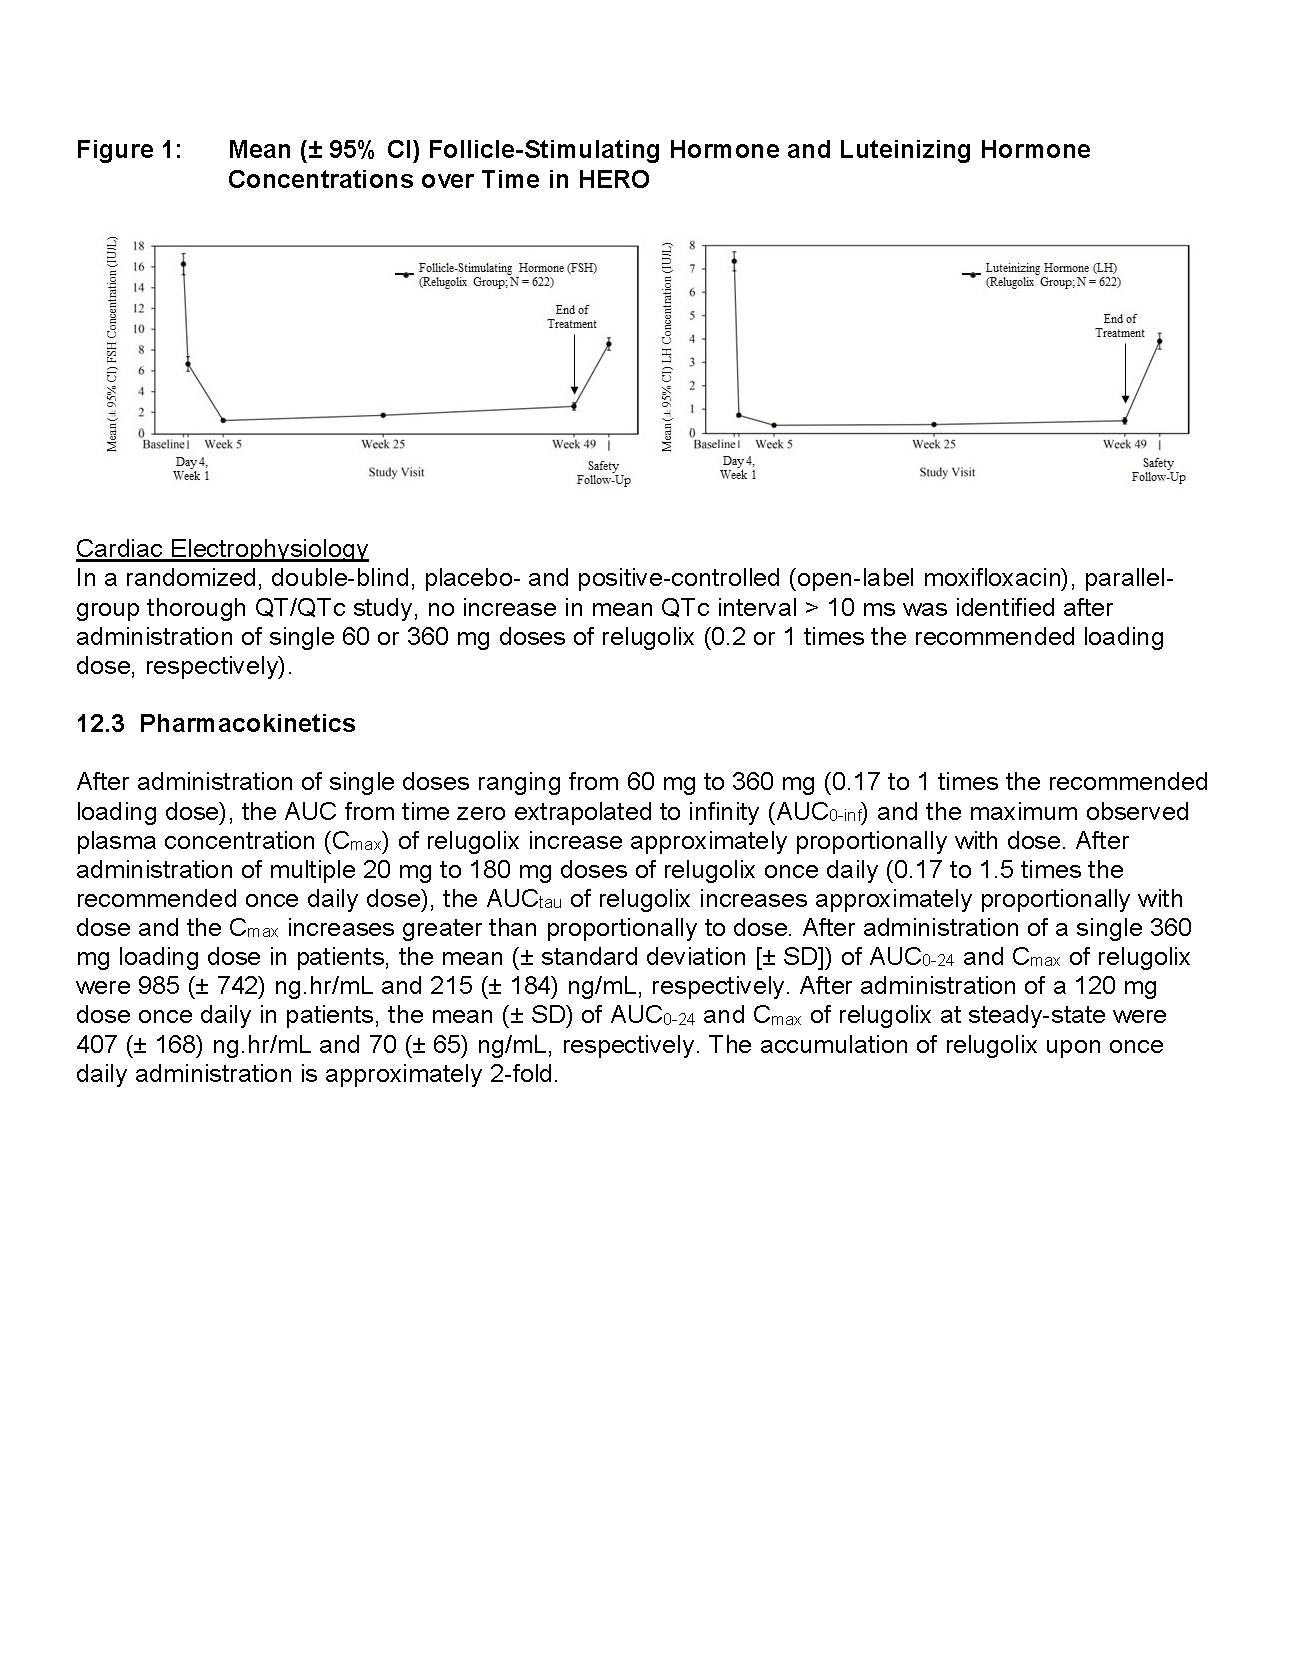 Figure 1: Mean (± 95% CI) Follicle-Stimulating Hormone and Luteinizing Hormone
Concentrations over Time in HERO
Mean (± 95% CI) FSH Concentration (IU/L)
18
16
14
12
10
8
6
4
2
0
Follicle-Stimulating Hormone (FSH)
(Relugolix Group; N = 622)
End of
Treatment
Baseline Week 5 Week 25 Week 49
Day 4,
Week 1
Study Visit
Safety
Follow-Up
Mean (± 95% CI) LH Concentration (IU/L)
8
7
6
5
4
3
2
1
0
Luteinizing Hormone (LH)
(Relugolix Group; N = 622)
End of
Treatment
Baseline Week 5 Week 25 Week 49
Day 4,
Week 1
Study Visit
Safety
Follow-Up
Cardiac Electrophysiology
In a randomized, double-blind, placebo- and positive-controlled (open-label moxifloxacin), parallel-
group thorough QT/QTc study, no increase in mean QTc interval > 10 ms was identified after
administration of single 60 or 360 mg doses of relugolix (0.2 or 1 times the recommended loading
dose, respectively).
12.3 Pharmacokinetics
After administration of single doses ranging from 60 mg to 360 mg (0.17 to 1 times the recommended
loading dose), the AUC from time zero extrapolated to infinity (AUC0-inf) and the maximum observed
plasma concentration (Cmax) of relugolix increase approximately proportionally with dose. After
administration of multiple 20 mg to 180 mg doses of relugolix once daily (0.17 to 1.5 times the
recommended once daily dose), the AUCtau of relugolix increases approximately proportionally with
dose and the Cmax increases greater than proportionally to dose. After administration of a single 360
mg loading dose in patients, the mean (± standard deviation [± SD]) of AUC0-24 and Cmax of relugolix
were 985 (± 742) ng.hr/mL and 215 (± 184) ng/mL, respectively. After administration of a 120 mg
dose once daily in patients, the mean (± SD) of AUC0-24 and Cmax of relugolix at steady-state were
407 (± 168) ng.hr/mL and 70 (± 65) ng/mL, respectively. The accumulation of relugolix upon once
daily administration is approximately 2-fold.